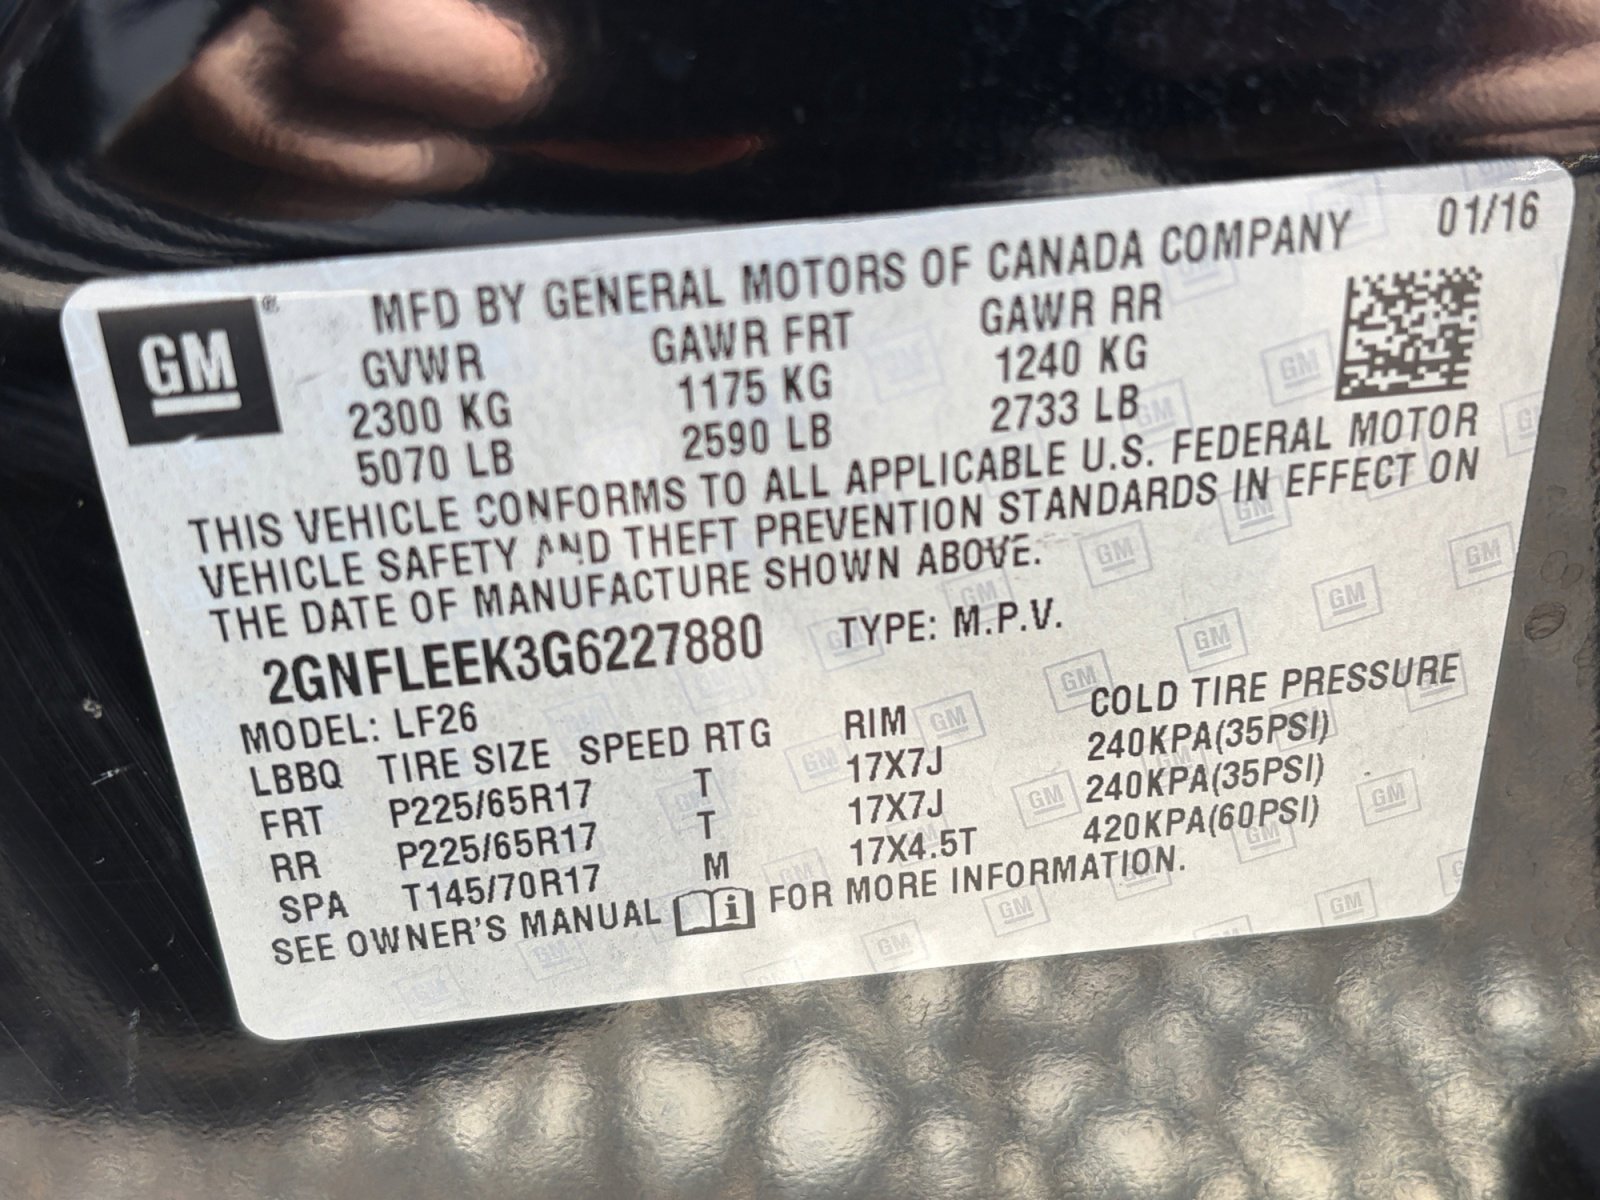 01/16
GM ® MFD BY GENERAL MOTORS OF CANADA COMPANY
GVWR GAWR FRT GAWR RR
2300 KG 1175 KG 1240 KG
5070 LB 2590 LB 2733 LB
THIS VEHICLE CONFORMS TO ALL APPLICABLE U.S. FEDERAL MOTOR
VEHICLE SAFETY AND THEFT PREVENTION STANDARDS IN EFFECT ON
THE DATE OF MANUFACTURE SHOWN ABOVE.
2GNFLEEK3G6227880 TYPE: M.P.V.
MODEL: LF26
LBBQ TIRE SIZE SPEED RTG RIM COLD TIRE PRESSURE
FRT P225/65R17 T 17X7J 240KPA(35PSI)
RR P225/65R17 T 17X7J 240KPA(35PSI)
SPA T145/70R17 M 17X4.5T 420KPA(60PSI)
SEE OWNER'S MANUAL i FOR MORE INFORMATION.